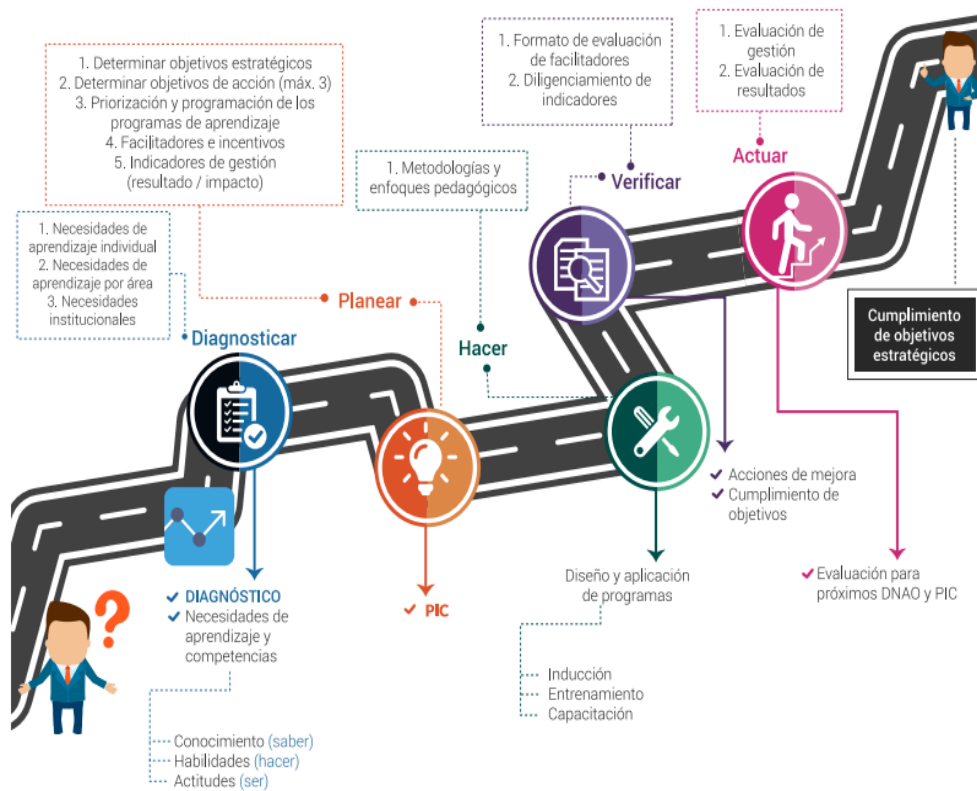 1. Determinar objetivos estratégicos
2. Determinar objetivos de acción (máx. 3)
3. Priorización y programación de los
programas de aprendizaje
4. Facilitadores e incentivos
5. Indicadores de gestión
(resultado / impacto)
1. Formato de evaluación
de facilitadores
2. Diligenciamiento de
indicadores
1. Evaluación de
gestión
2. Evaluación de
resultados
1. Metodologías y
enfoques pedagógicos
Verificar
Actuar
1. Necesidades de
aprendizaje individual
2. Necesidades de
aprendizaje por área
3. Necesidades
institucionales
Planear
Diagnosticar
Hacer
Cumplimiento
de objetivos
estratégicos
Acciones de mejora
Cumplimiento de
objetivos
DIAGNÓSTICO
Necesidades de
aprendizaje y
competencias
PIC
Diseño y aplicación
de programas
Evaluación para
próximos DNAO y PIC
Inducción
Entrenamiento
Capacitación
Conocimiento (saber)
Habilidades (hacer)
Actitudes (ser)
?